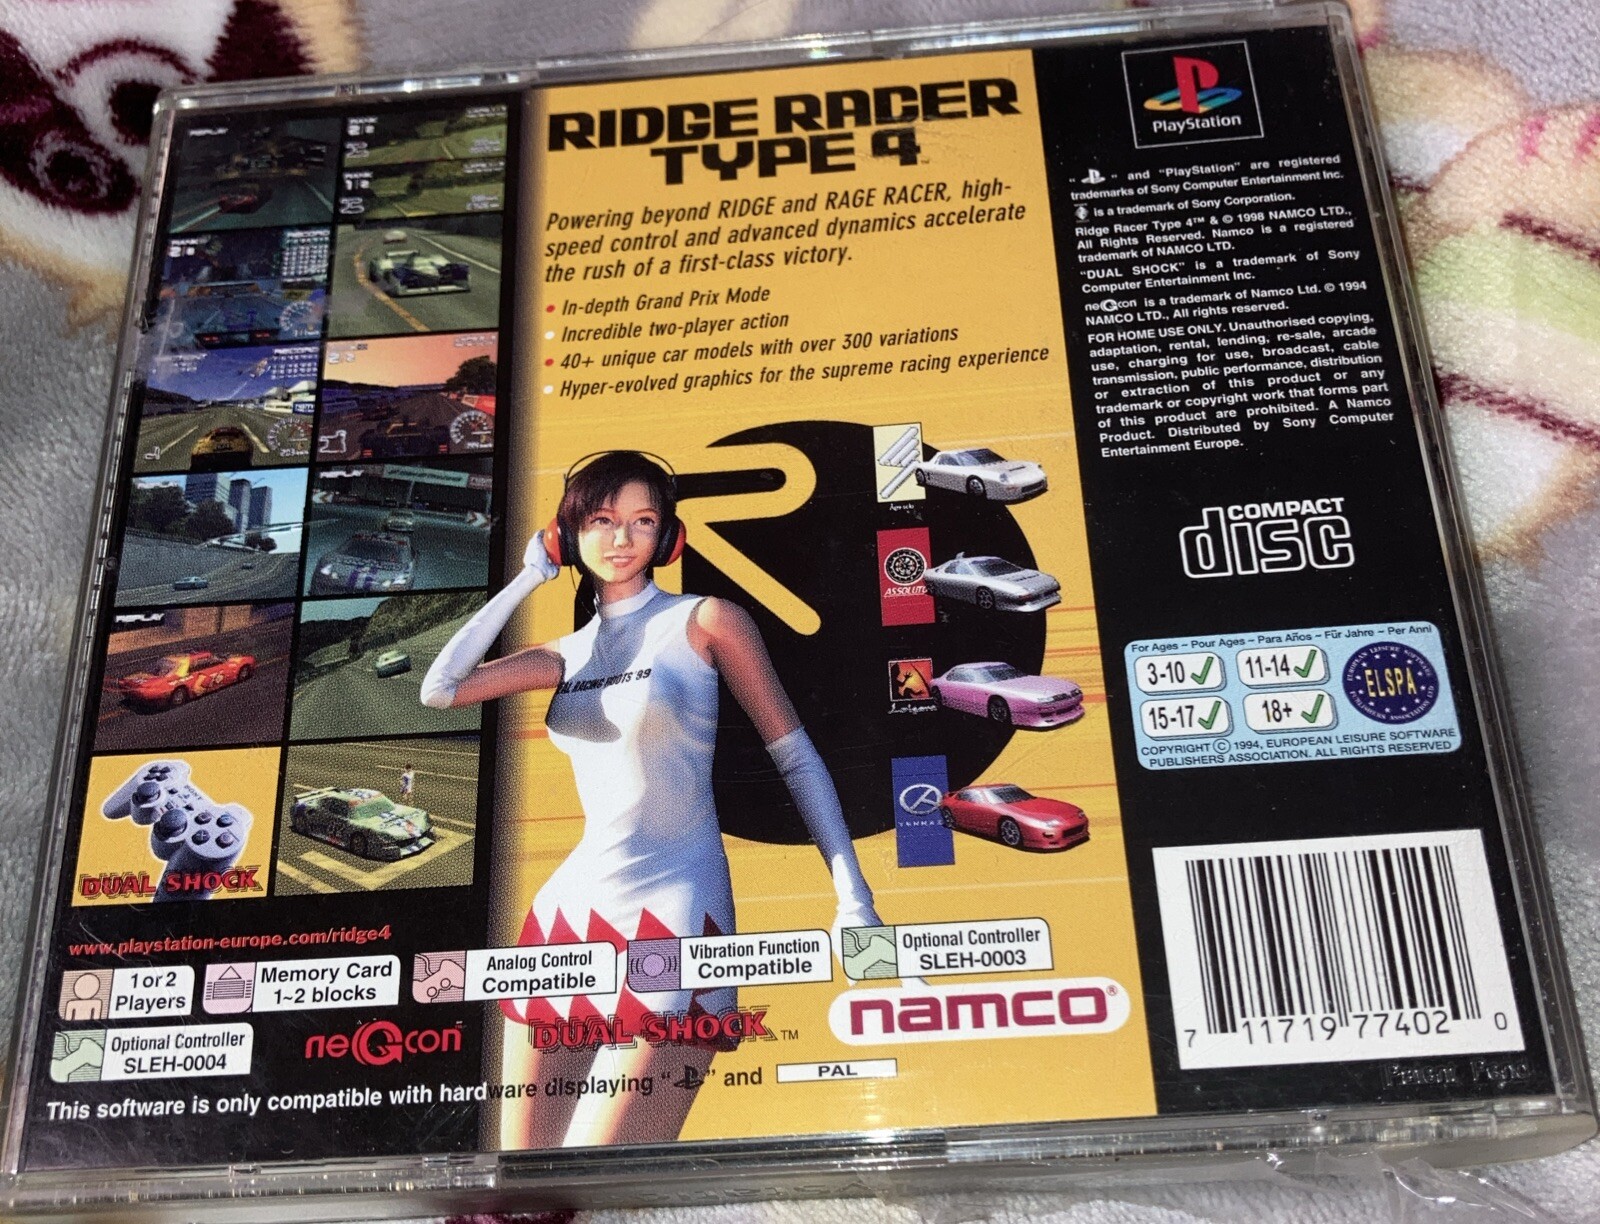 RIDGE RACER
TYPE 4
Powering beyond RIDGE and RAGE RACER, high-
speed control and advanced dynamics accelerate
the rush of a first-class victory.
• In-depth Grand Prix Mode
• Incredible two-player action
• 40+ unique car models with over 300 variations
• Hyper-evolved graphics for the supreme racing experience
REPLAY
REPLAY
REPLAY
R
ASSOLUTO
RACING ROOTS '99
DUAL SHOCK
www.playstation-europe.com/ridge4
1 or 2
Players
Memory Card
1~2 blocks
Analog Control
Compatible
Vibration Function
Compatible
Optional Controller
SLEH-0003
Optional Controller
SLEH-0004
neGcon
DUAL SHOCK™
namco®
This software is only compatible with hardware displaying " " and PAL
PlayStation
" " and "PlayStation" are registered
trademarks of Sony Computer Entertainment Inc.
is a trademark of Sony Corporation.
Ridge Racer Type 4™ & © 1998 NAMCO LTD.,
All Rights Reserved. Namco is a registered
trademark of NAMCO LTD.
"DUAL SHOCK" is a trademark of Sony
Computer Entertainment Inc.
neGcon is a trademark of Namco Ltd. © 1994
NAMCO LTD., All rights reserved.
FOR HOME USE ONLY. Unauthorised copying,
adaptation, rental, lending, re-sale, arcade
use, charging for use, broadcast, cable
transmission, public performance, distribution
or extraction of this product or any
trademark or copyright work that forms part
of this product are prohibited. A Namco
Product. Distributed by Sony Computer
Entertainment Europe.
COMPACT
disc
For Ages – Pour Ages – Para Años – Für Jahre – Per Anni
3-10 ✓ 11-14 ✓
15-17 ✓ 18+ ✓
ELSPA
COPYRIGHT © 1994, EUROPEAN LEISURE SOFTWARE
PUBLISHERS ASSOCIATION. ALL RIGHTS RESERVED
7 11719 77402 0